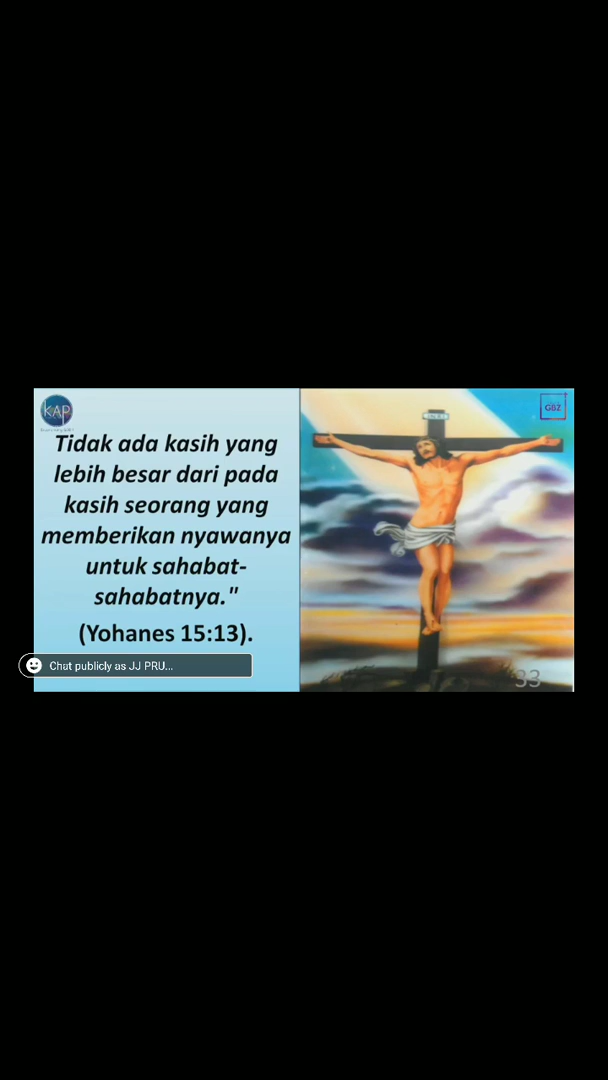 KAP
GBZ
Tidak ada kasih yang
lebih besar dari pada
kasih seorang yang
memberikan nyawanya
untuk sahabat-
sahabatnya."
(Yohanes 15:13).
Chat publicly as JJ PRU...
33